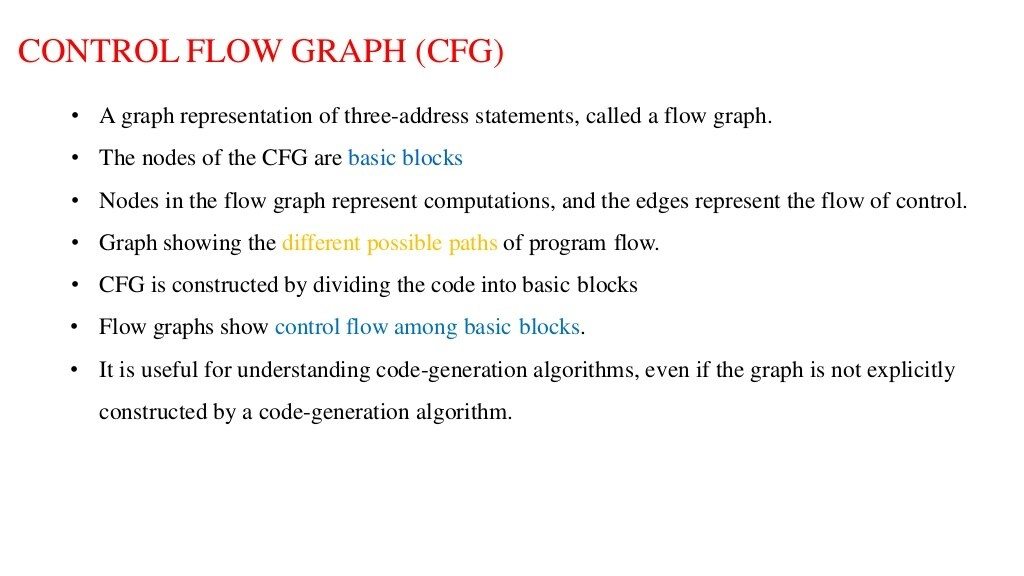 CONTROL FLOW GRAPH (CFG)
• A graph representation of three-address statements, called a flow graph.
• The nodes of the CFG are basic blocks
• Nodes in the flow graph represent computations, and the edges represent the flow of control.
• Graph showing the different possible paths of program flow.
• CFG is constructed by dividing the code into basic blocks
• Flow graphs show control flow among basic blocks.
• It is useful for understanding code-generation algorithms, even if the graph is not explicitly
constructed by a code-generation algorithm.